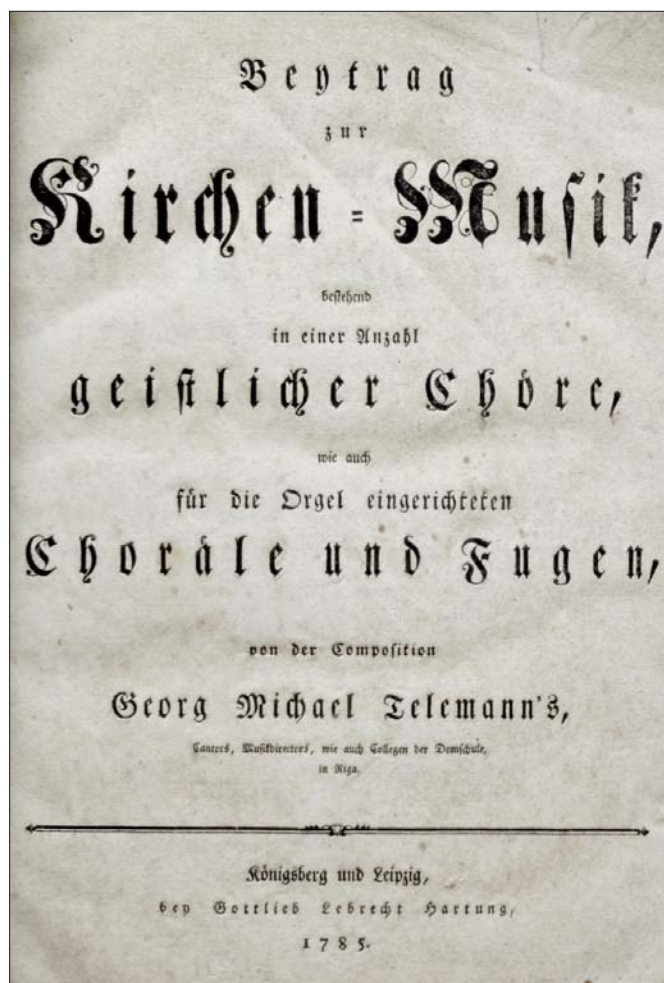 Beytrag
zur
Kirchen=Musik,
bestehend
in einer Anzahl
geistlicher Chöre,
wie auch
für die Orgel eingerichteten
Choräle und Fugen,
von der Composition
Georg Michael Telemann's,
Cantors, Musikdirectors, wie auch Collegen der Domschule,
in Riga.
Königsberg und Leipzig,
bey Gottlieb Lebrecht Hartung,
1785.